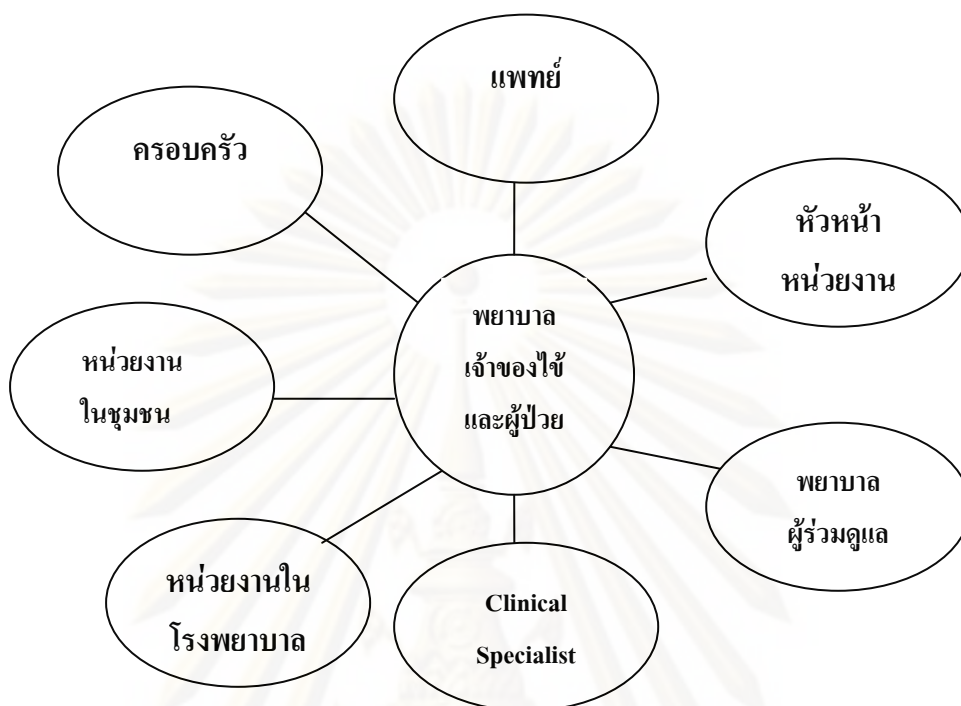 แพทย์
ครอบครัว
หัวหน้า
หน่วยงาน
พยาบาล
เจ้าของไข้
และผู้ป่วย
หน่วยงาน
ในชุมชน
พยาบาล
ผู้ร่วมดูแล
หน่วยงานใน
โรงพยาบาล
Clinical
Specialist